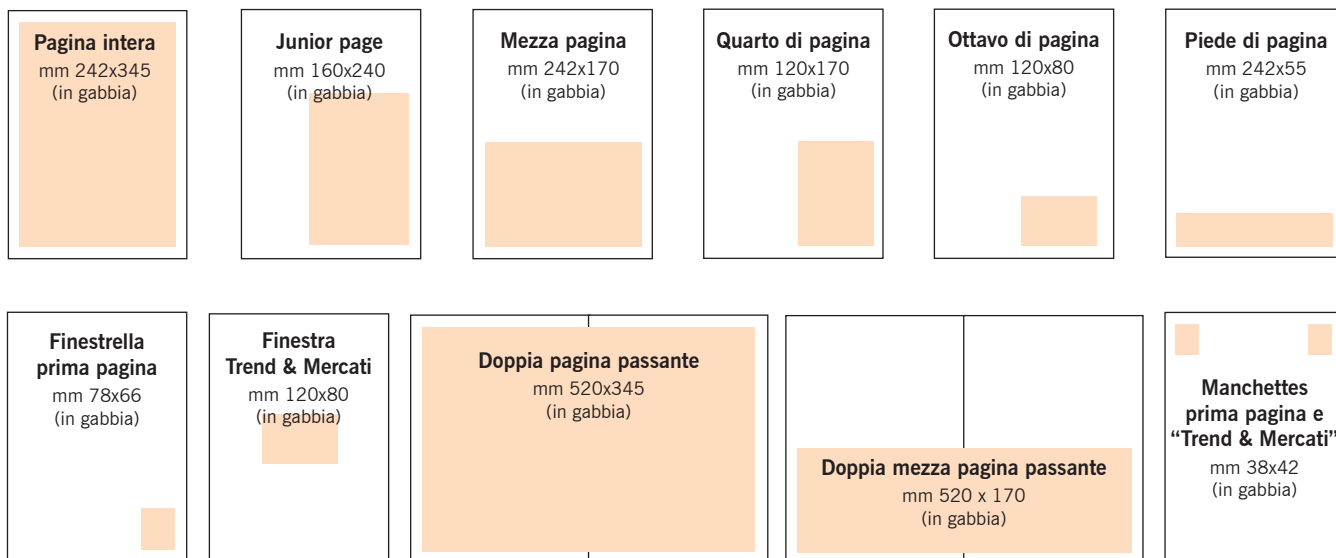 Pagina intera
mm 242x345
(in gabbia)
Junior page
mm 160x240
(in gabbia)
Mezza pagina
mm 242x170
(in gabbia)
Quarto di pagina
mm 120x170
(in gabbia)
Ottavo di pagina
mm 120x80
(in gabbia)
Piede di pagina
mm 242x55
(in gabbia)
Finestrella
prima pagina
mm 78x66
(in gabbia)
Finestra
Trend & Mercati
mm 120x80
(in gabbia)
Doppia pagina passante
mm 520x345
(in gabbia)
Doppia mezza pagina passante
mm 520 x 170
(in gabbia)
Manchettes
prima pagina e
“Trend & Mercati”
mm 38x42
(in gabbia)